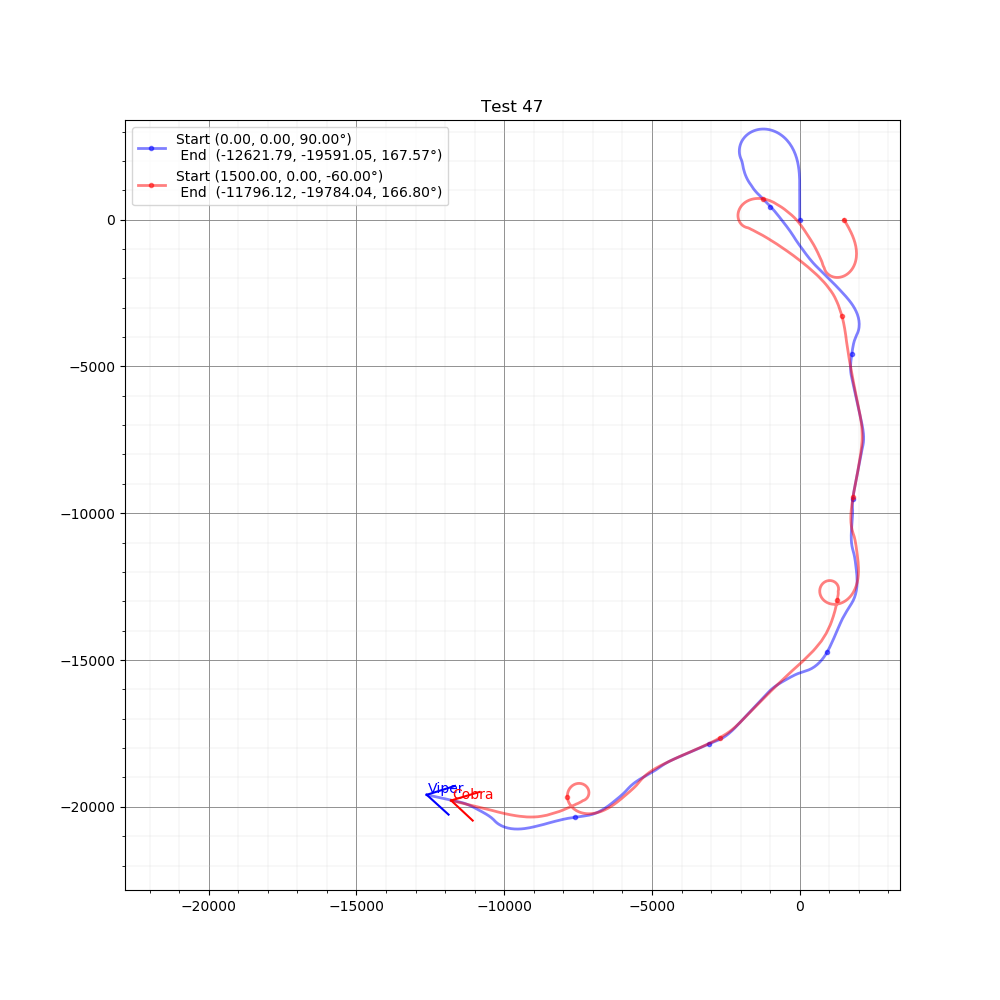 Test 47
Start (0.00, 0.00, 90.00°)
End (-12621.79, -19591.05, 167.57°)
Start (1500.00, 0.00, -60.00°)
End (-11796.12, -19784.04, 166.80°)
0
−5000
−10000
−15000
−20000
Viper
Cobra
−20000 −15000 −10000 −5000 0